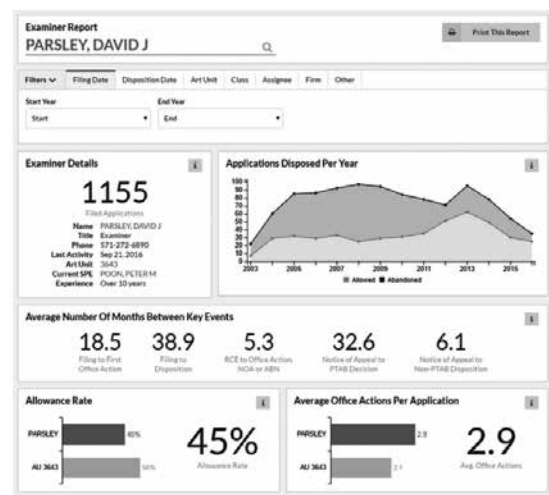 Examiner Report
PARSLEY, DAVID J
Print This Report
Filters Filing Date Disposition Date Art Unit Class Assignee Firm Other
Start Year End Year
Start End
Examiner Details i
1155
Filed Applications
Name PARSLEY, DAVID J
Title Examiner
Phone 571-272-6890
Last Activity Sep 21, 2016
Art Unit 3643
Current SPE POON, PETER M
Experience Over 10 years
Applications Disposed Per Year i
100
90
80
70
60
50
40
30
20
10
0
2003 2005 2007 2009 2011 2013 2015
Allowed Abandoned
Average Number Of Months Between Key Events i
18.5 38.9 5.3 32.6 6.1
Filing to First Office Action
Filing to Disposition
RCE to Office Action, NOA or ABN
Notice of Appeal to PTAB Decision
Notice of Appeal to Non-PTAB Disposition
Allowance Rate i
PARSLEY 45%
AU 3643
45%
Allowance Rate
Average Office Actions Per Application i
PARSLEY 2.9
AU 3643
2.9
Avg. Office Actions